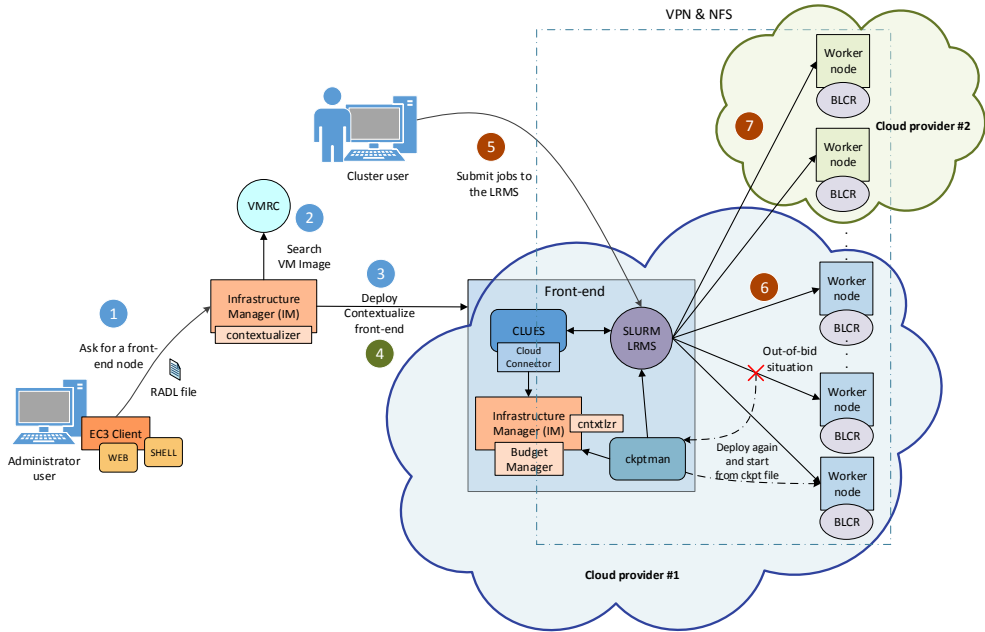 VPN & NFS
Worker
node
BLCR
Cloud provider #2
Worker
node
BLCR
7
5
Submit jobs to
the LRMS
Cluster user
VMRC
2
Search
VM Image
3
Deploy
Contextualize
front-end
4
Infrastructure
Manager (IM)
contextualizer
1
Ask for a front-
end node
RADL file
EC3 Client
WEB
SHELL
Administrator
user
Front-end
CLUES
Cloud
Connector
SLURM
LRMS
Infrastructure
Manager (IM)
cntxtlzr
Budget
Manager
ckptman
6
Worker
node
BLCR
Out-of-bid
situation
Worker
node
BLCR
Deploy again
and start
from ckpt file
Worker
node
BLCR
Cloud provider #1